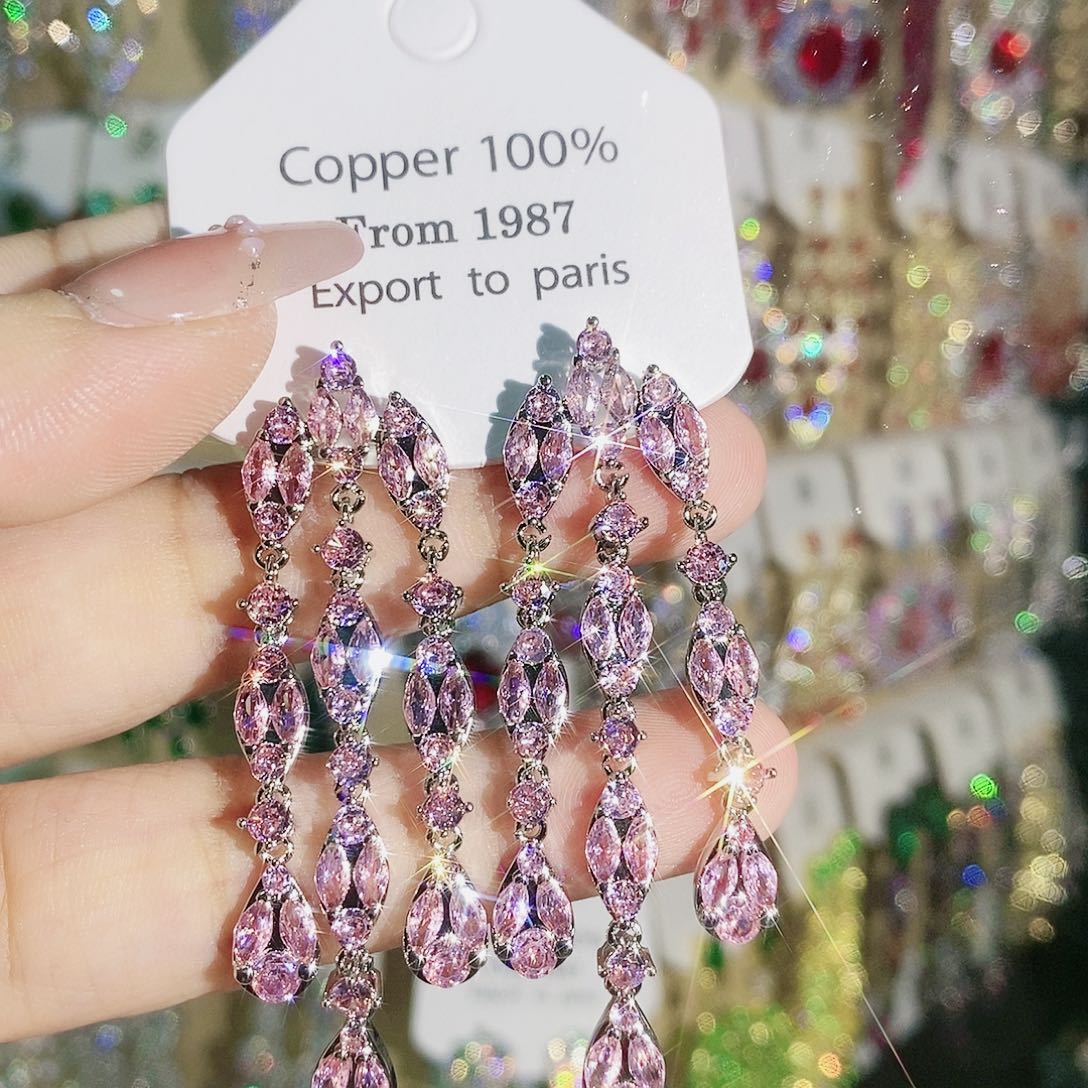 Copper 100%
From 1987
Export to paris